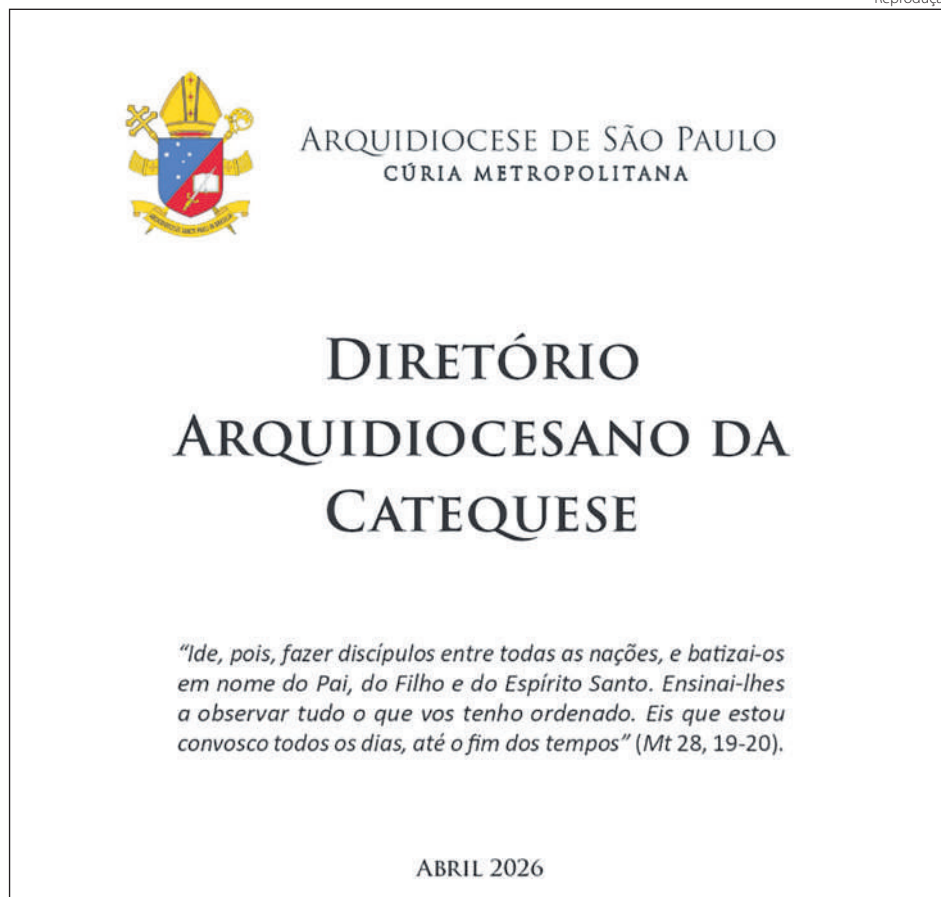 ARQUIDIOCESE DE SÃO PAULO
CÚRIA METROPOLITANA
DIRETÓRIO
ARQUIDIOCESANO DA
CATEQUESE
“Ide, pois, fazer discípulos entre todas as nações, e batizai-os
em nome do Pai, do Filho e do Espírito Santo. Ensinai-lhes
a observar tudo o que vos tenho ordenado. Eis que estou
convosco todos os dias, até o fim dos tempos” (Mt 28, 19-20).
ABRIL 2026